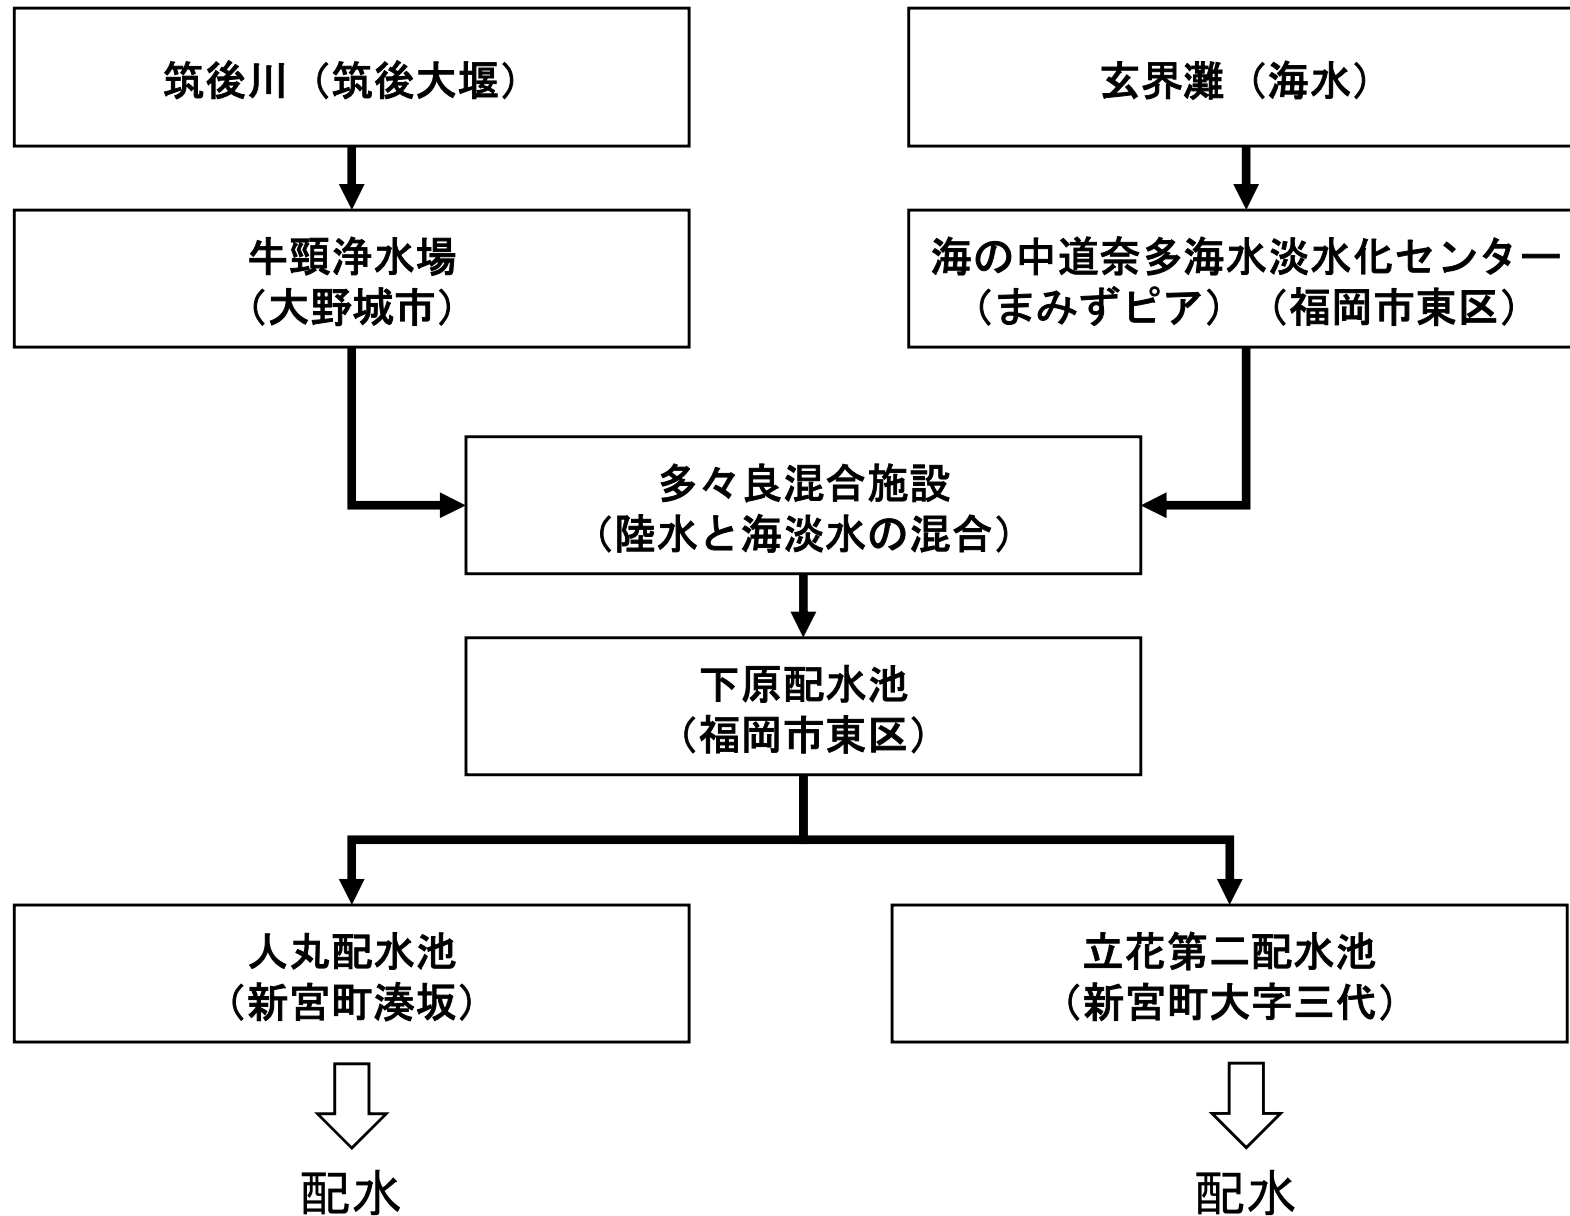 筑後川（筑後大堰）
玄界灘（海水）
牛頸浄水場
（大野城市）
海の中道奈多海水淡水化センター
（まみずピア）　（福岡市東区）
多々良混合施設
（陸水と海淡水の混合）
下原配水池
（福岡市東区）
人丸配水池
（新宮町湊坂）
立花第二配水池
（新宮町大字三代）
配水
配水